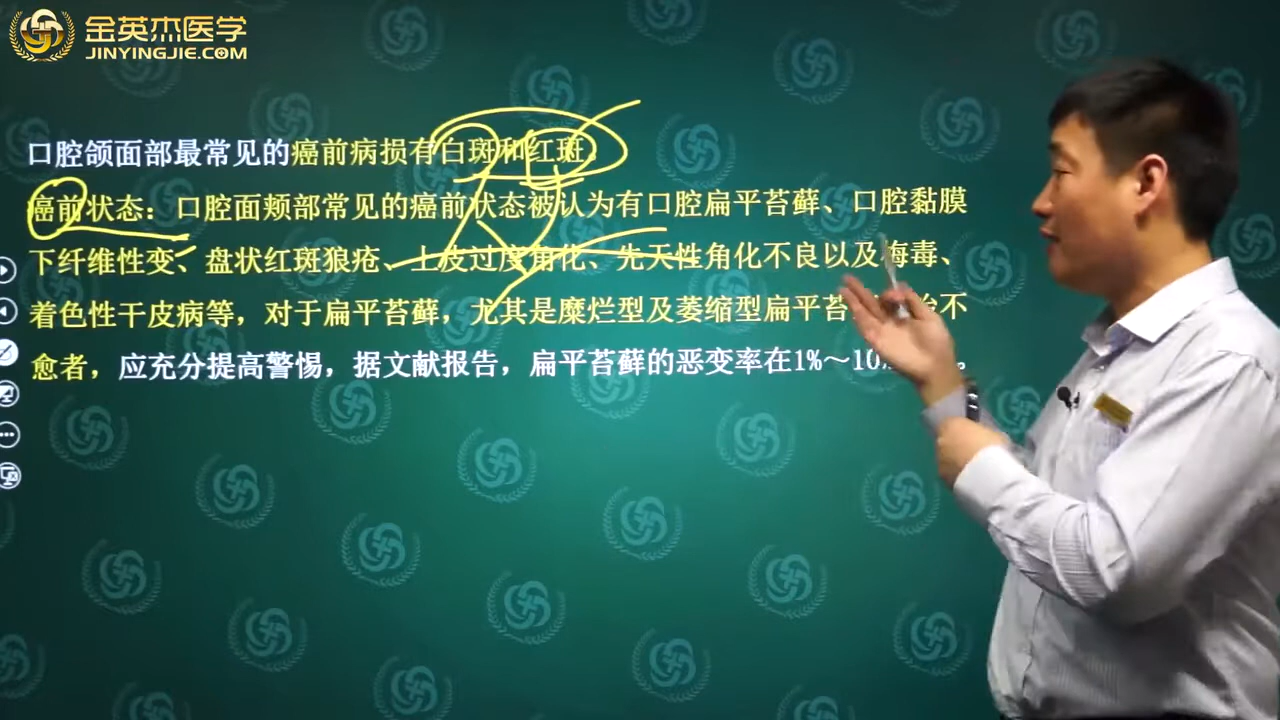 金英杰医学
JINYINGJIE.COM
口腔颌面部最常见的癌前病损有白斑和红斑。
癌前状态：口腔面颊部常见的癌前状态被认为有口腔扁平苔藓、口腔黏膜
下纤维性变、盘状红斑狼疮、上皮过度角化、先天性角化不良以及梅毒、
着色性干皮病等，对于扁平苔藓，尤其是糜烂型及萎缩型扁平苔 不
愈者，应充分提高警惕，据文献报告，扁平苔藓的恶变率在1%～10 。